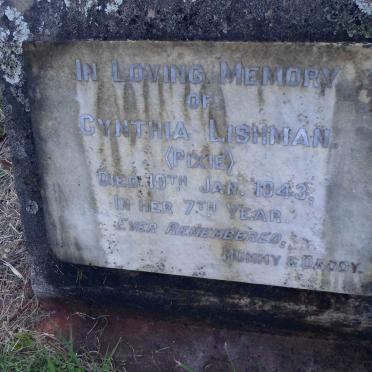 In Loving Memory
of
Cynthia Lishman.
(Pixie)
Died 19th Jan. 1943,
In her 7th year.
Ever Remembered,
Mummy & Daddy.